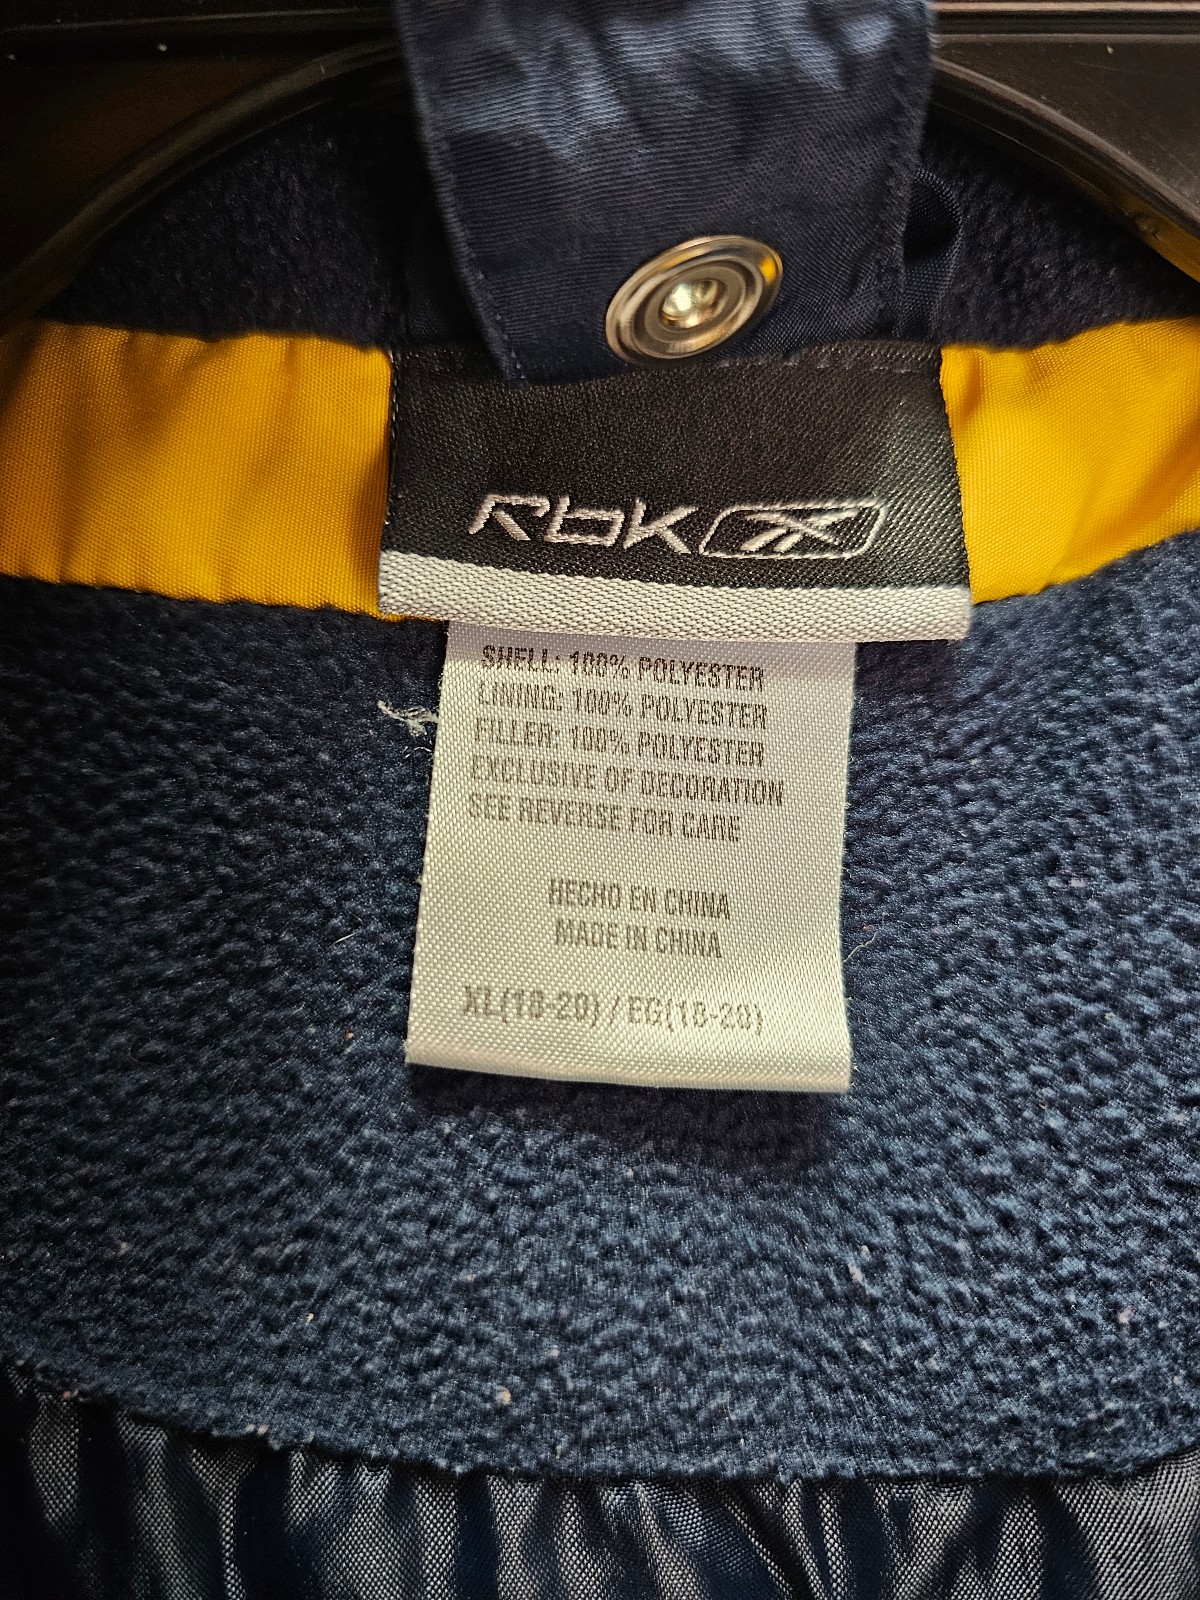 Rbk
SHELL: 100% POLYESTER
LINING: 100% POLYESTER
FILLER: 100% POLYESTER
EXCLUSIVE OF DECORATION
SEE REVERSE FOR CARE
HECHO EN CHINA
MADE IN CHINA
XL(18-20) / EG(18-20)